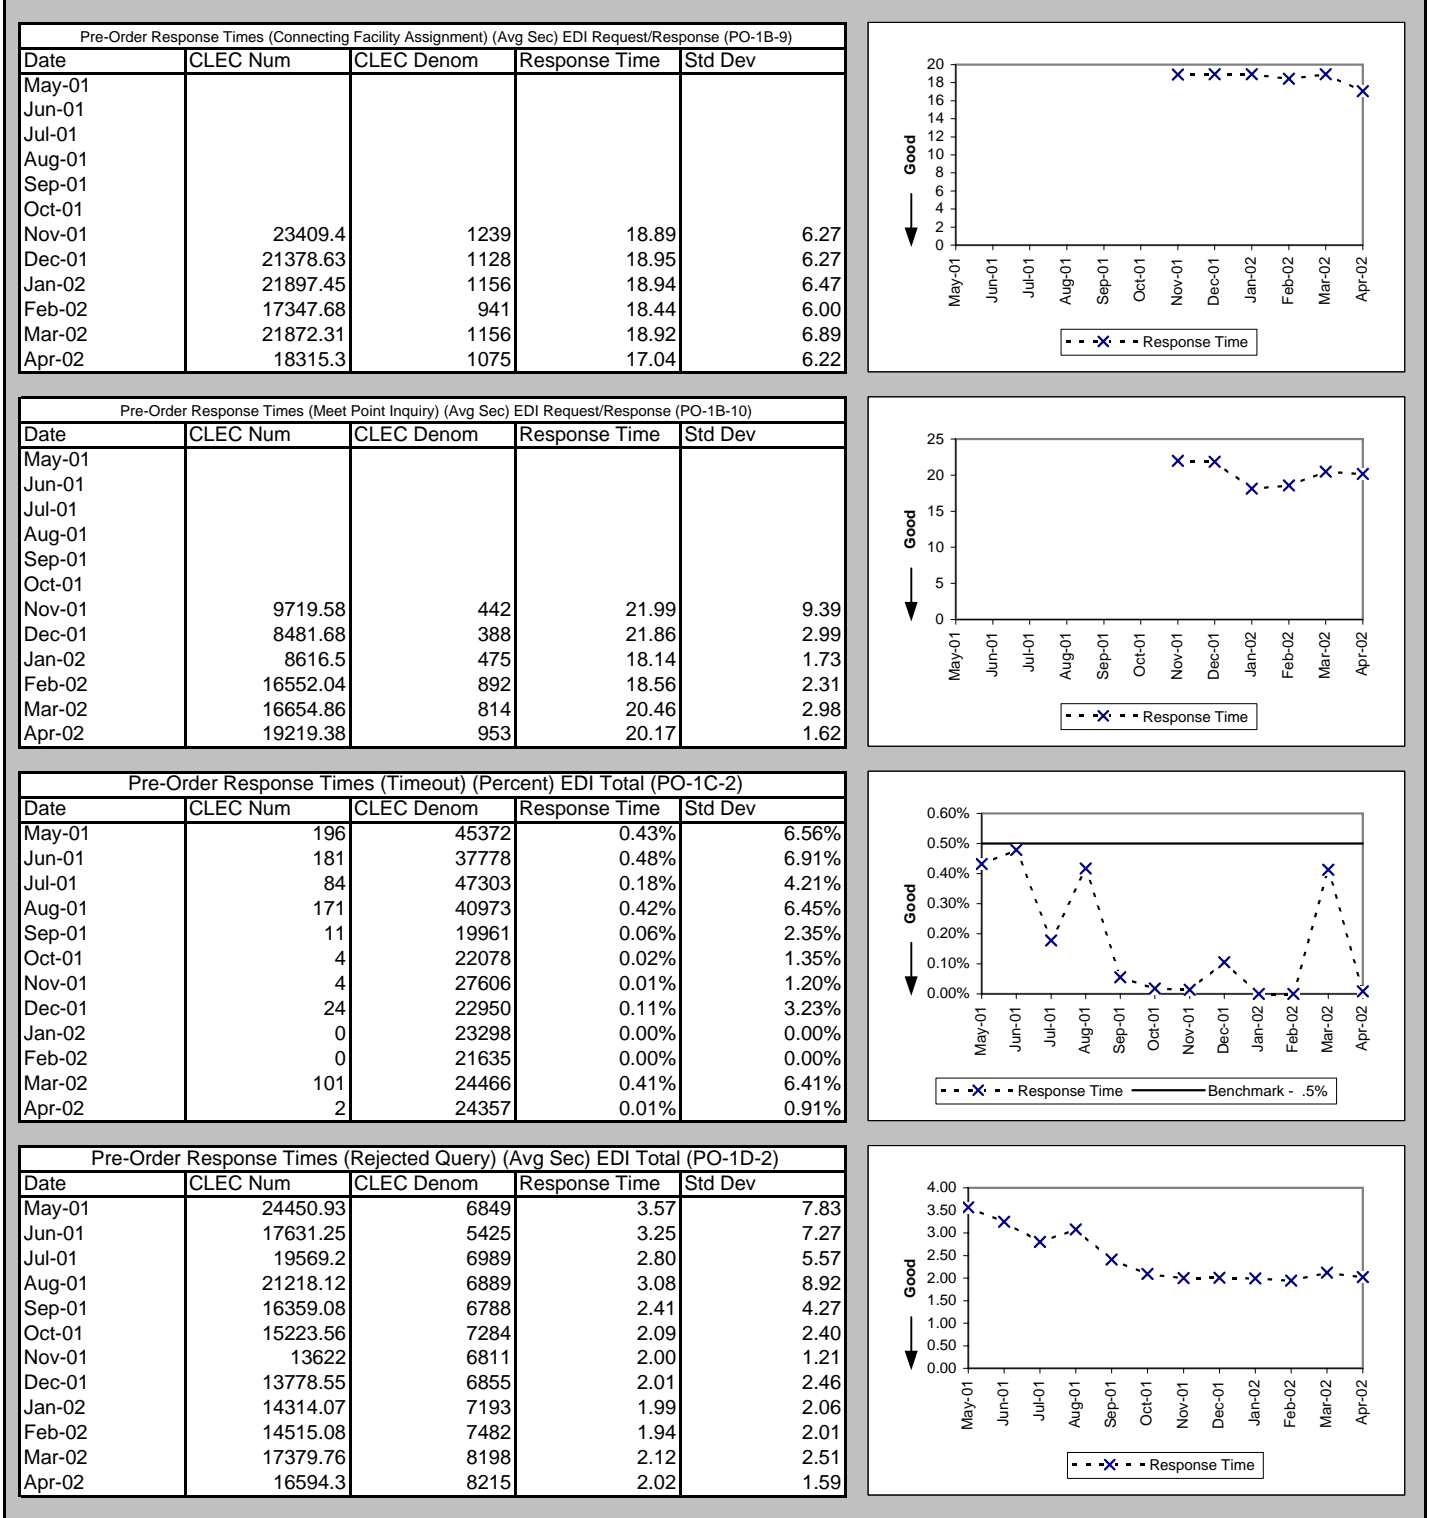 Pre-Order Response Times (Connecting Facility Assignment) (Avg Sec) EDI Request/Response (PO-1B-9)
Date CLEC Num CLEC Denom Response Time Std Dev
May-01
Jun-01
Jul-01
Aug-01
Sep-01
Oct-01
Nov-01 23409.4 1239 18.89 6.27
Dec-01 21378.63 1128 18.95 6.27
Jan-02 21897.45 1156 18.94 6.47
Feb-02 17347.68 941 18.44 6.00
Mar-02 21872.31 1156 18.92 6.89
Apr-02 18315.3 1075 17.04 6.22
20
18
16
14
12
10
8
6
4
2
0
Good
May-01 Jun-01 Jul-01 Aug-01 Sep-01 Oct-01 Nov-01 Dec-01 Jan-02 Feb-02 Mar-02 Apr-02
Response Time
Pre-Order Response Times (Meet Point Inquiry) (Avg Sec) EDI Request/Response (PO-1B-10)
Date CLEC Num CLEC Denom Response Time Std Dev
May-01
Jun-01
Jul-01
Aug-01
Sep-01
Oct-01
Nov-01 9719.58 442 21.99 9.39
Dec-01 8481.68 388 21.86 2.99
Jan-02 8616.5 475 18.14 1.73
Feb-02 16552.04 892 18.56 2.31
Mar-02 16654.86 814 20.46 2.98
Apr-02 19219.38 953 20.17 1.62
25
20
15
10
5
0
Good
May-01 Jun-01 Jul-01 Aug-01 Sep-01 Oct-01 Nov-01 Dec-01 Jan-02 Feb-02 Mar-02 Apr-02
Response Time
Pre-Order Response Times (Timeout) (Percent) EDI Total (PO-1C-2)
Date CLEC Num CLEC Denom Response Time Std Dev
May-01 196 45372 0.43% 6.56%
Jun-01 181 37778 0.48% 6.91%
Jul-01 84 47303 0.18% 4.21%
Aug-01 171 40973 0.42% 6.45%
Sep-01 11 19961 0.06% 2.35%
Oct-01 4 22078 0.02% 1.35%
Nov-01 4 27606 0.01% 1.20%
Dec-01 24 22950 0.11% 3.23%
Jan-02 0 23298 0.00% 0.00%
Feb-02 0 21635 0.00% 0.00%
Mar-02 101 24466 0.41% 6.41%
Apr-02 2 24357 0.01% 0.91%
0.60%
0.50%
0.40%
0.30%
0.20%
0.10%
0.00%
Good
May-01 Jun-01 Jul-01 Aug-01 Sep-01 Oct-01 Nov-01 Dec-01 Jan-02 Feb-02 Mar-02 Apr-02
Response Time Benchmark - .5%
Pre-Order Response Times (Rejected Query) (Avg Sec) EDI Total (PO-1D-2)
Date CLEC Num CLEC Denom Response Time Std Dev
May-01 24450.93 6849 3.57 7.83
Jun-01 17631.25 5425 3.25 7.27
Jul-01 19569.2 6989 2.80 5.57
Aug-01 21218.12 6889 3.08 8.92
Sep-01 16359.08 6788 2.41 4.27
Oct-01 15223.56 7284 2.09 2.40
Nov-01 13622 6811 2.00 1.21
Dec-01 13778.55 6855 2.01 2.46
Jan-02 14314.07 7193 1.99 2.06
Feb-02 14515.08 7482 1.94 2.01
Mar-02 17379.76 8198 2.12 2.51
Apr-02 16594.3 8215 2.02 1.59
4.00
3.50
3.00
2.50
2.00
1.50
1.00
0.50
0.00
Good
May-01 Jun-01 Jul-01 Aug-01 Sep-01 Oct-01 Nov-01 Dec-01 Jan-02 Feb-02 Mar-02 Apr-02
Response Time